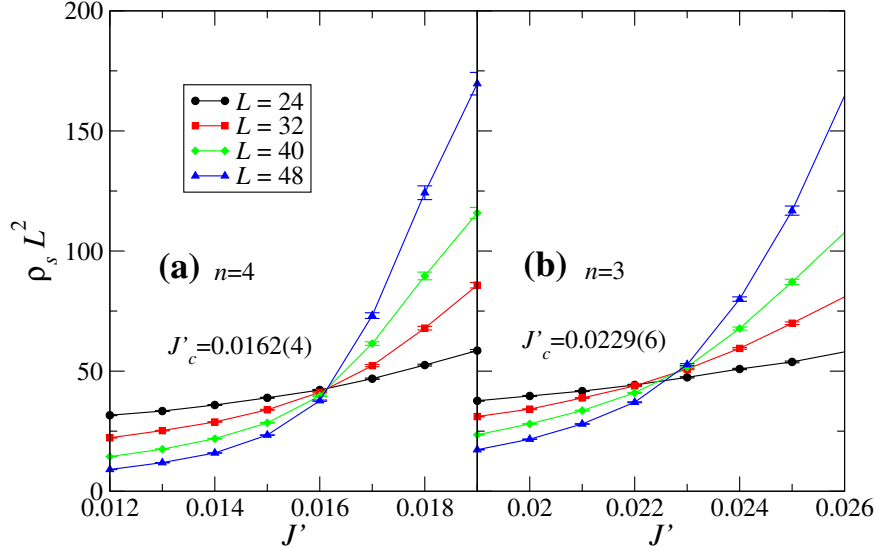 200
150
100
50
0
ρs L²
L = 24
L = 32
L = 40
L = 48
(a) n=4
J'c=0.0162(4)
(b) n=3
J'c=0.0229(6)
0.012 0.014 0.016 0.018 0.02 0.022 0.024 0.026
J' J'